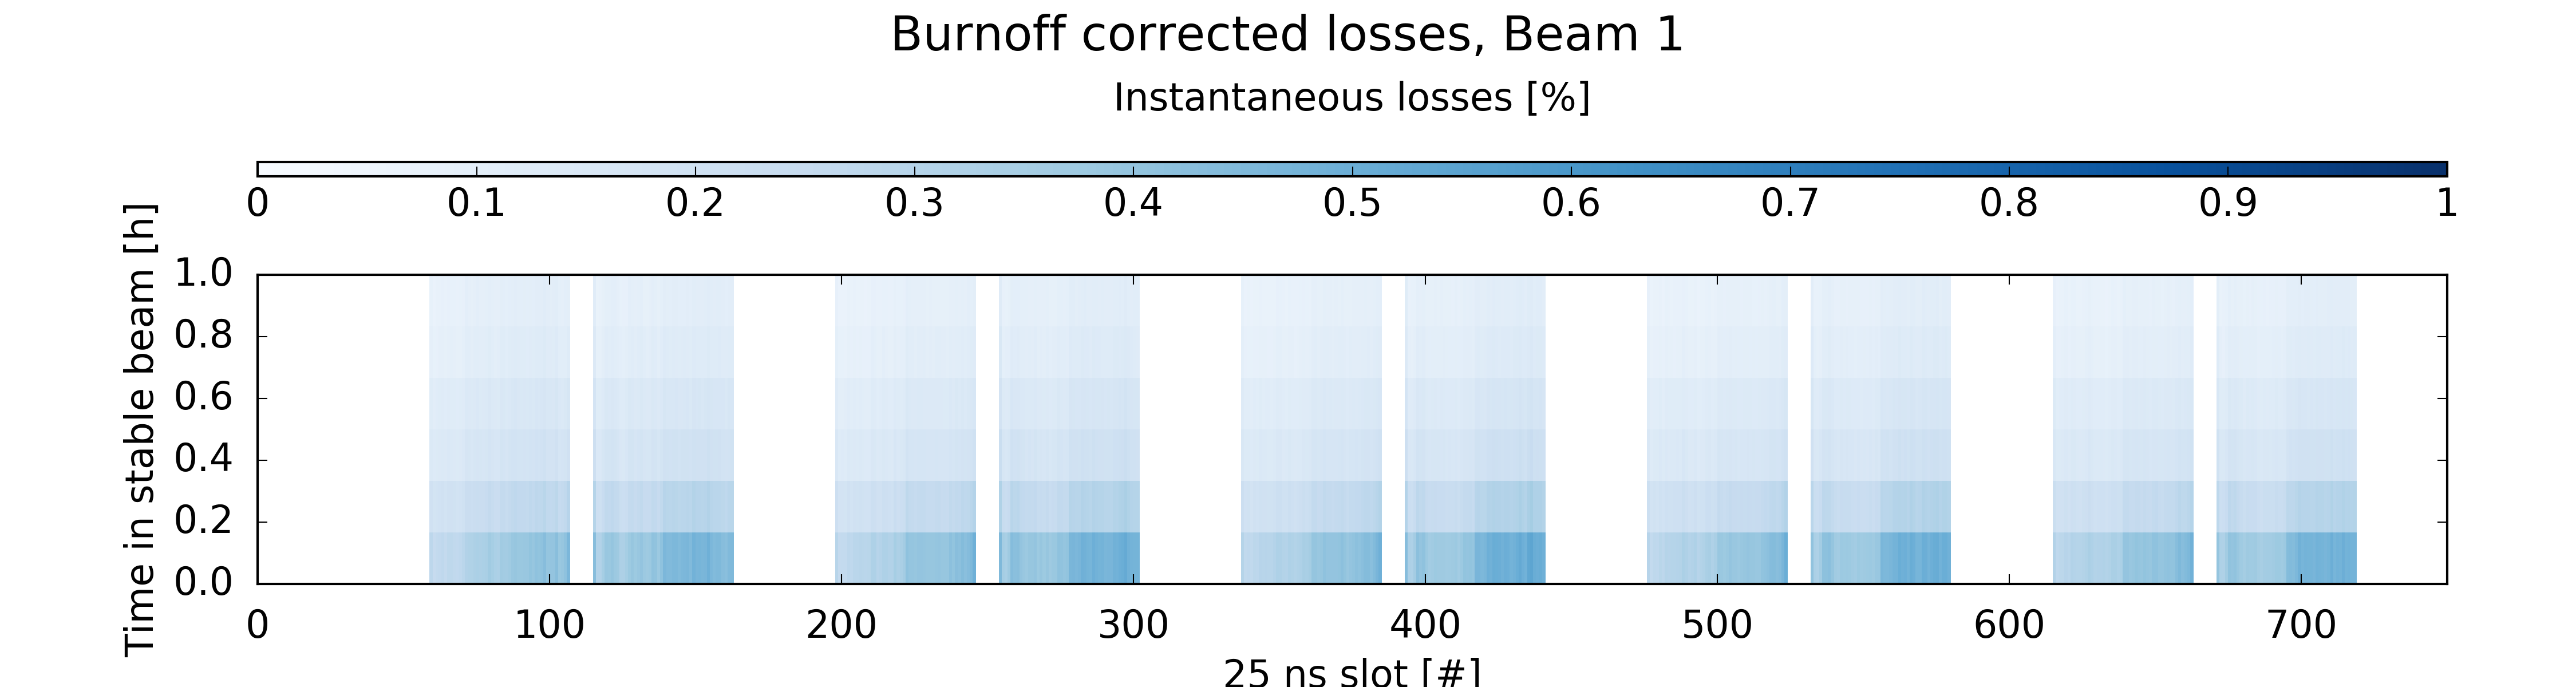 Burnoff corrected losses, Beam 1
Instantaneous losses [%]
0 0.1 0.2 0.3 0.4 0.5 0.6 0.7 0.8 0.9 1
Time in stable beam [h]
1.0
0.8
0.6
0.4
0.2
0.0
0 100 200 300 400 500 600 700
25 ns slot [#]